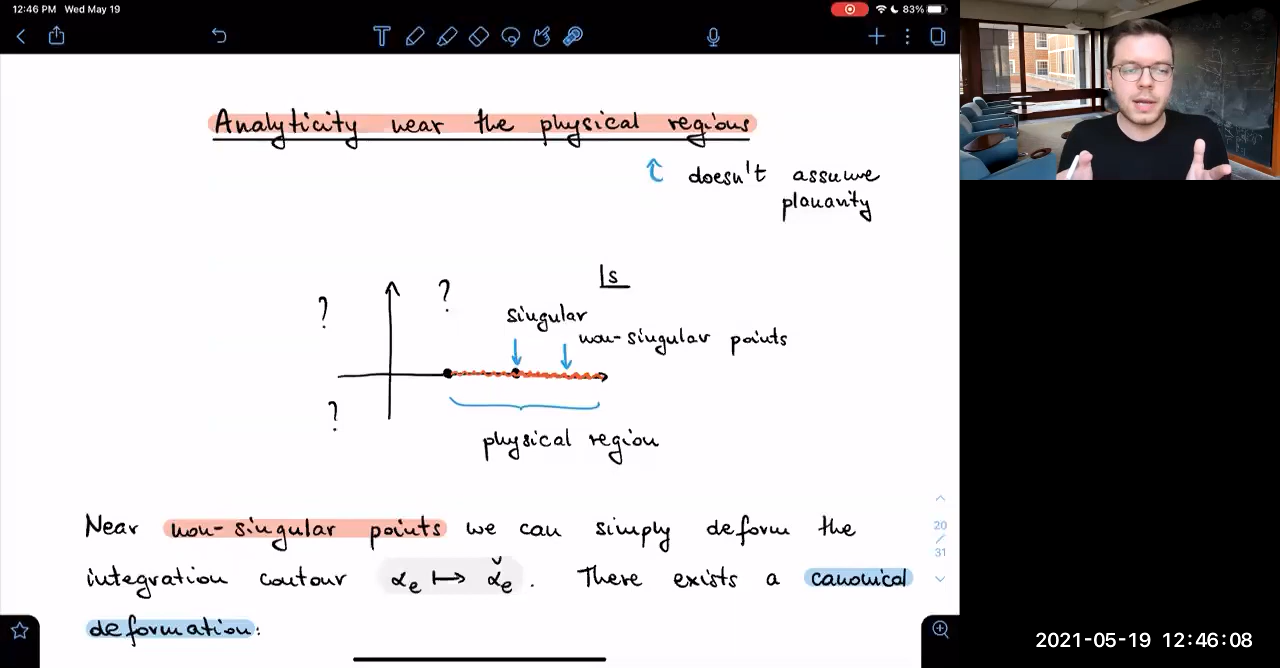 12:46 PM Wed May 19
83%
Analyticity near the physical regions
doesn't assume
planarity
s
? ?
singular
non-singular points
?
physical region
Near non-singular points we can simply deform the
20
/
31
integration contour αₑ ↦ α̌ₑ. There exists a canonical
deformation:
2021-05-19 12:46:08